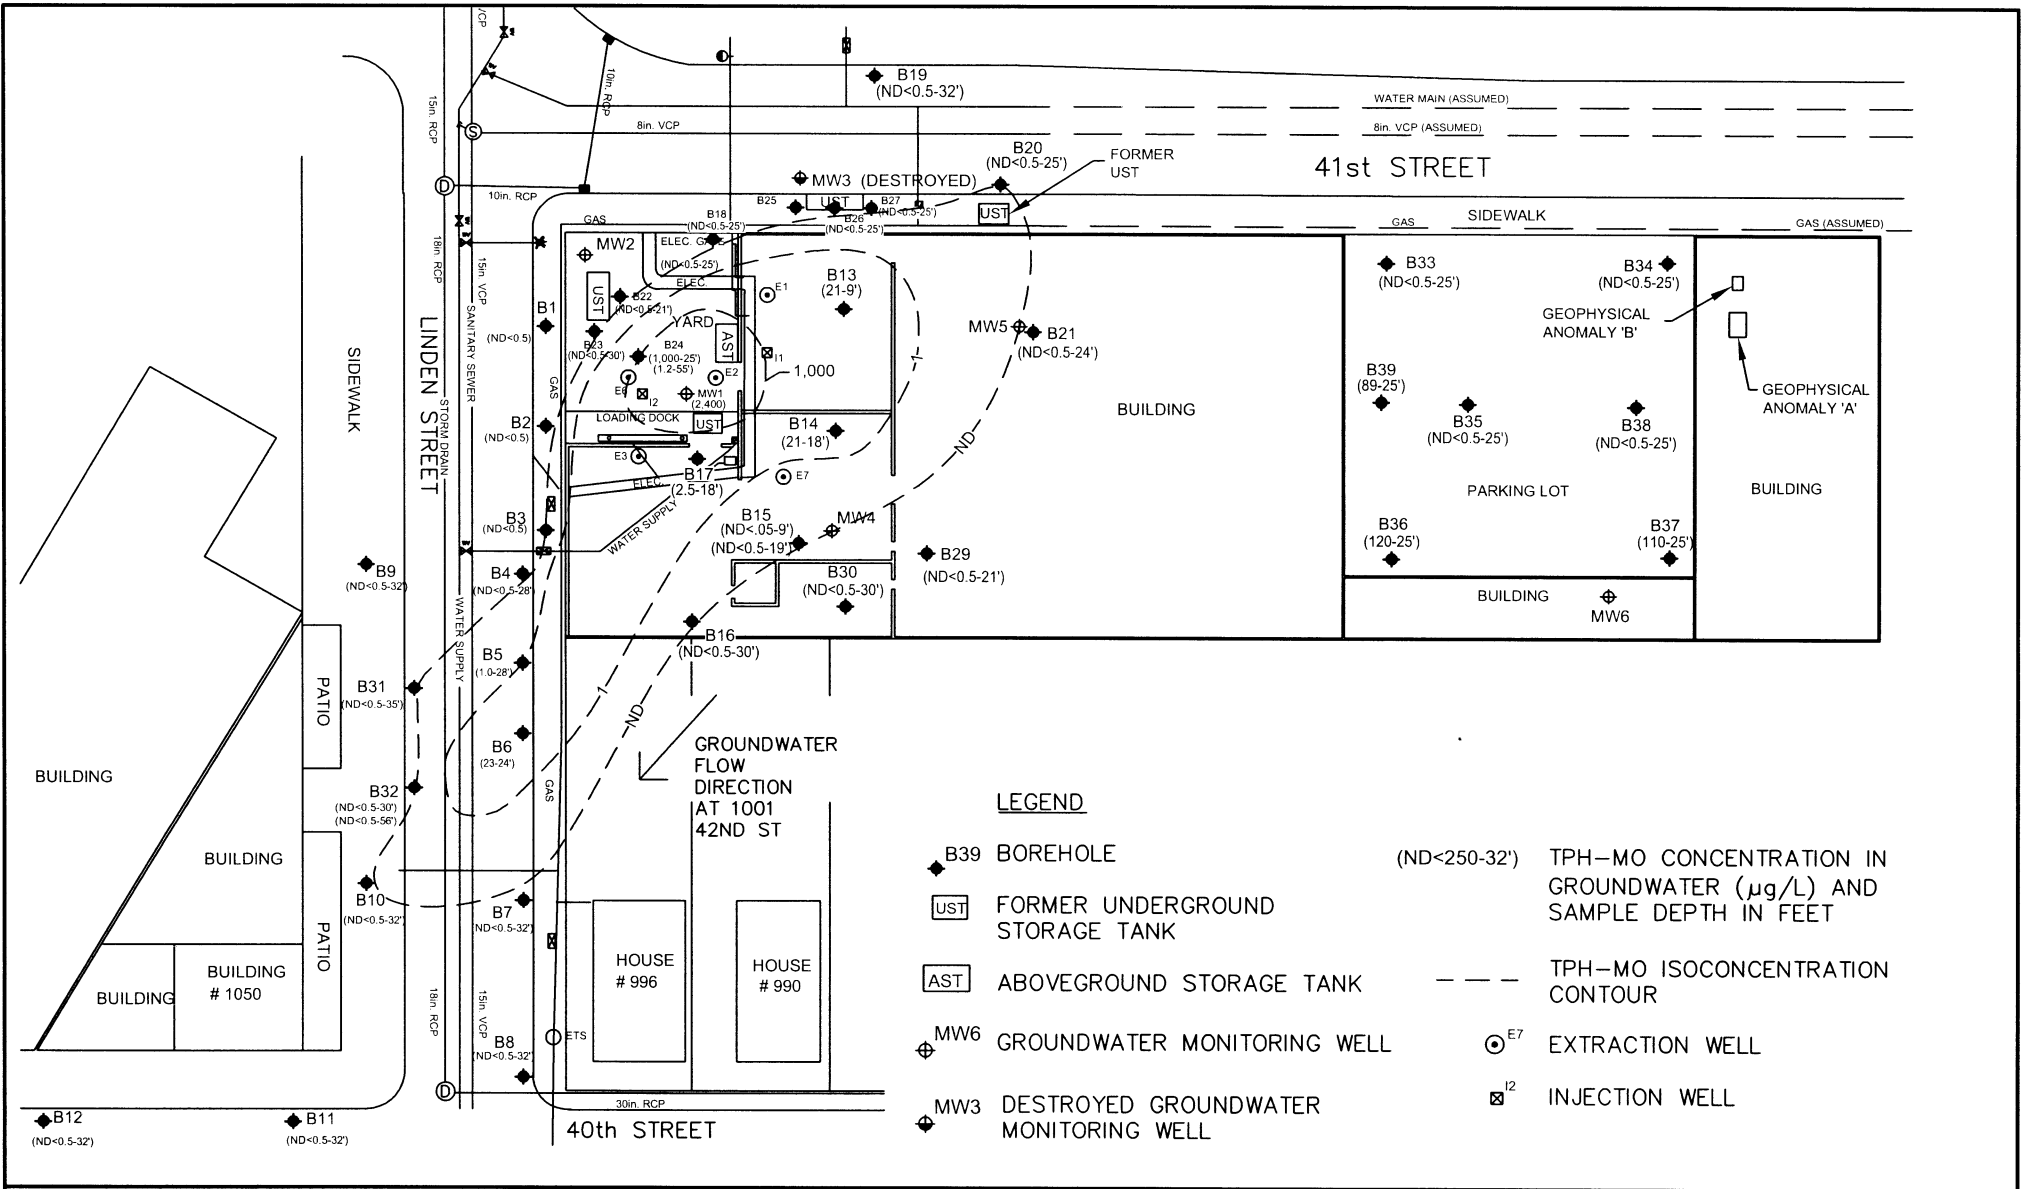 VCP
10in. RCP
15in. RCP
B19
(ND<0.5-32')
WATER MAIN (ASSUMED)
8in. VCP
8in. VCP (ASSUMED)
S
D
10in. RCP
B20
(ND<0.5-25')
FORMER
UST
41st STREET
MW3 (DESTROYED)
B25
UST
B27
(ND<0.5-25')
B26
(ND<0.5-25')
UST
SIDEWALK
GAS
GAS
GAS (ASSUMED)
B18
(ND<0.5-25')
18in. RCP
15in. VCP
MW2
ELEC. GAS
(ND<0.5-25')
ELEC.
UST
B22
(ND<0.5-21')
YARD
AST
E1
B13
(21-9')
B1
(ND<0.5)
B23
(ND<0.5-30')
B24
(1,000-25')
(1.2-55')
I1
1,000
E6
E2
I2
MW1
(2,400)
LOADING DOCK
UST
1
MW5
B21
(ND<0.5-24')
BUILDING
B33
(ND<0.5-25')
B34
(ND<0.5-25')
GEOPHYSICAL
ANOMALY 'B'
GEOPHYSICAL
ANOMALY 'A'
B39
(89-25')
B35
(ND<0.5-25')
B38
(ND<0.5-25')
PARKING LOT
BUILDING
B36
(120-25')
B37
(110-25')
BUILDING
MW6
SIDEWALK
LINDEN STREET
STORM DRAIN
SANITARY SEWER
GAS
B2
(ND<0.5)
B14
(21-18')
ND
E3
B17
(2.5-18')
ELEC.
E7
WATER SUPPLY
B3
(ND<0.5)
B15
(ND<.05-9')
(ND<0.5-19')
MW4
B29
(ND<0.5-21')
B30
(ND<0.5-30')
B9
(ND<0.5-32'
B4
(ND<0.5-28'
WATER SUPPLY
B16
(ND<0.5-30')
B5
(1.0-28')
B31
(ND<0.5-35')
PATIO
1
ND
B6
(23-24')
GAS
GROUNDWATER
FLOW
DIRECTION
AT 1001
42ND ST
BUILDING
B32
(ND<0.5-30')
(ND<0.5-56')
BUILDING
B10
(ND<0.5-32'
B7
(ND<0.5-32'
PATIO
BUILDING
BUILDING
# 1050
18in. RCP
15in. VCP
HOUSE
# 996
HOUSE
# 990
ETS
B8
(ND<0.5-32'
D
30in. RCP
40th STREET
B12
(ND<0.5-32')
B11
(ND<0.5-32')
LEGEND
B39 BOREHOLE
UST FORMER UNDERGROUND
STORAGE TANK
AST ABOVEGROUND STORAGE TANK
MW6 GROUNDWATER MONITORING WELL
MW3 DESTROYED GROUNDWATER
MONITORING WELL
(ND<250-32') TPH-MO CONCENTRATION IN
GROUNDWATER (µg/L) AND
SAMPLE DEPTH IN FEET
TPH-MO ISOCONCENTRATION
CONTOUR
E7 EXTRACTION WELL
I2 INJECTION WELL